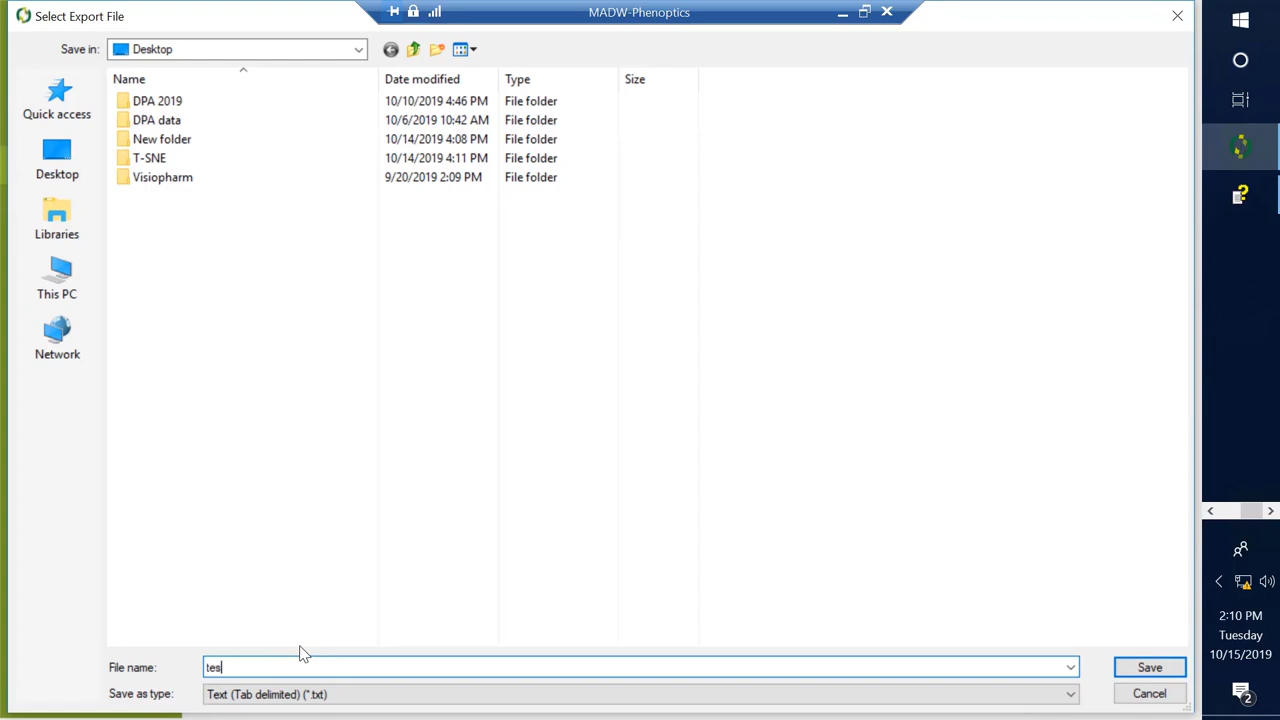 Select Export File
MADW-Phenoptics
Save in:
Desktop
Name
Date modified
Type
Size
DPA 2019
10/10/2019 4:46 PM
File folder
DPA data
10/6/2019 10:42 AM
File folder
New folder
10/14/2019 4:08 PM
File folder
T-SNE
10/14/2019 4:11 PM
File folder
Visiopharm
9/20/2019 2:09 PM
File folder
Quick access
Desktop
Libraries
This PC
Network
File name:
tes
Save
Save as type:
Text (Tab delimited) (*.txt)
Cancel
2:10 PM
Tuesday
10/15/2019
2